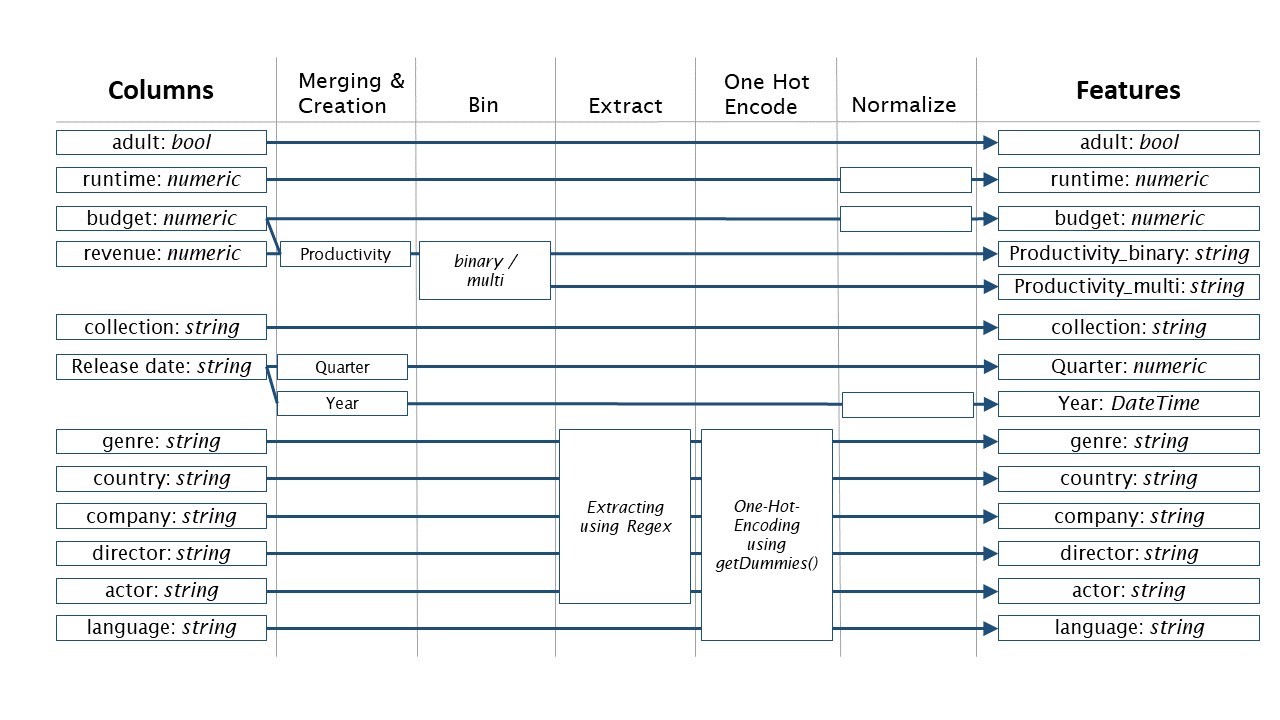 Columns
Merging &
Creation
Bin
Extract
One Hot
Encode
Normalize
Features
adult: bool
adult: bool
runtime: numeric
runtime: numeric
budget: numeric
budget: numeric
revenue: numeric
Productivity
binary /
multi
Productivity_binary: string
Productivity_multi: string
collection: string
collection: string
Release date: string
Quarter
Quarter: numeric
Year
Year: DateTime
genre: string
genre: string
country: string
country: string
company: string
Extracting
using Regex
One-Hot-
Encoding
using
getDummies()
company: string
director: string
director: string
actor: string
actor: string
language: string
language: string